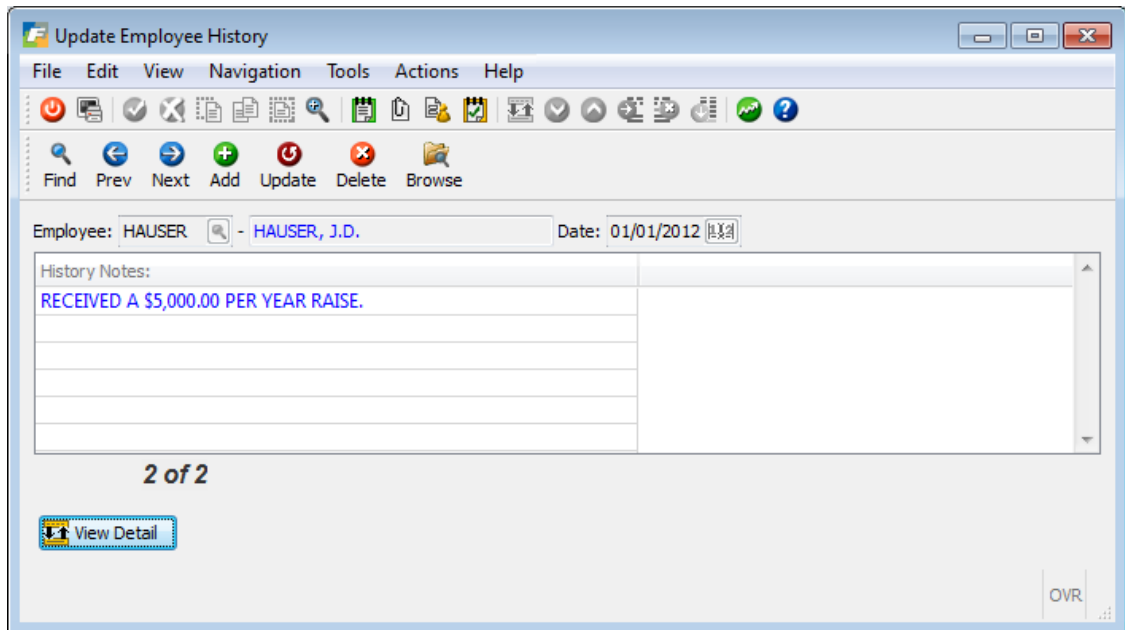 Update Employee History
File Edit View Navigation Tools Actions Help
Find Prev Next Add Update Delete Browse
Employee: HAUSER - HAUSER, J.D. Date: 01/01/2012
History Notes:
RECEIVED A $5,000.00 PER YEAR RAISE.
2 of 2
View Detail
OVR